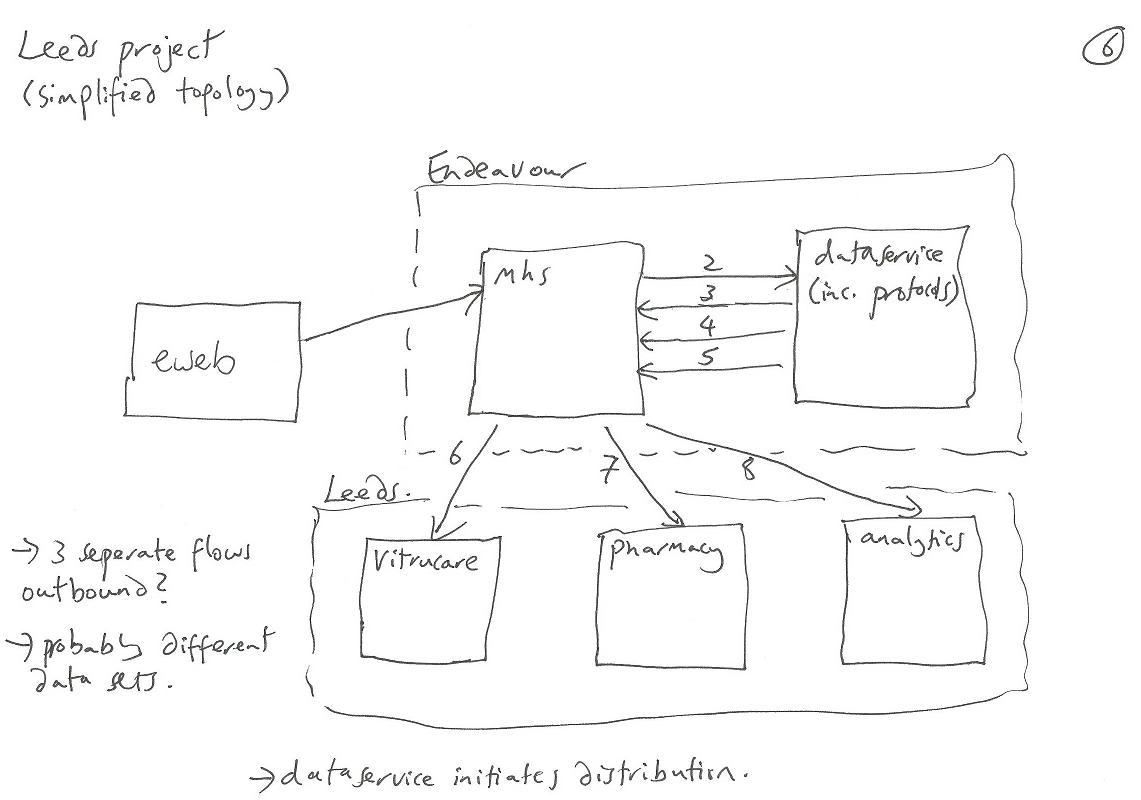 Leeds project
(simplified topology)
6
Endeavour
mhs
2
dataservice
(inc. protocols)
3
4
5
eweb
6
7
8
Leeds.
Vitrucare
pharmacy
analytics
→ 3 seperate flows
outbound?
→ probably different
data sets.
→ dataservice initiates distribution.